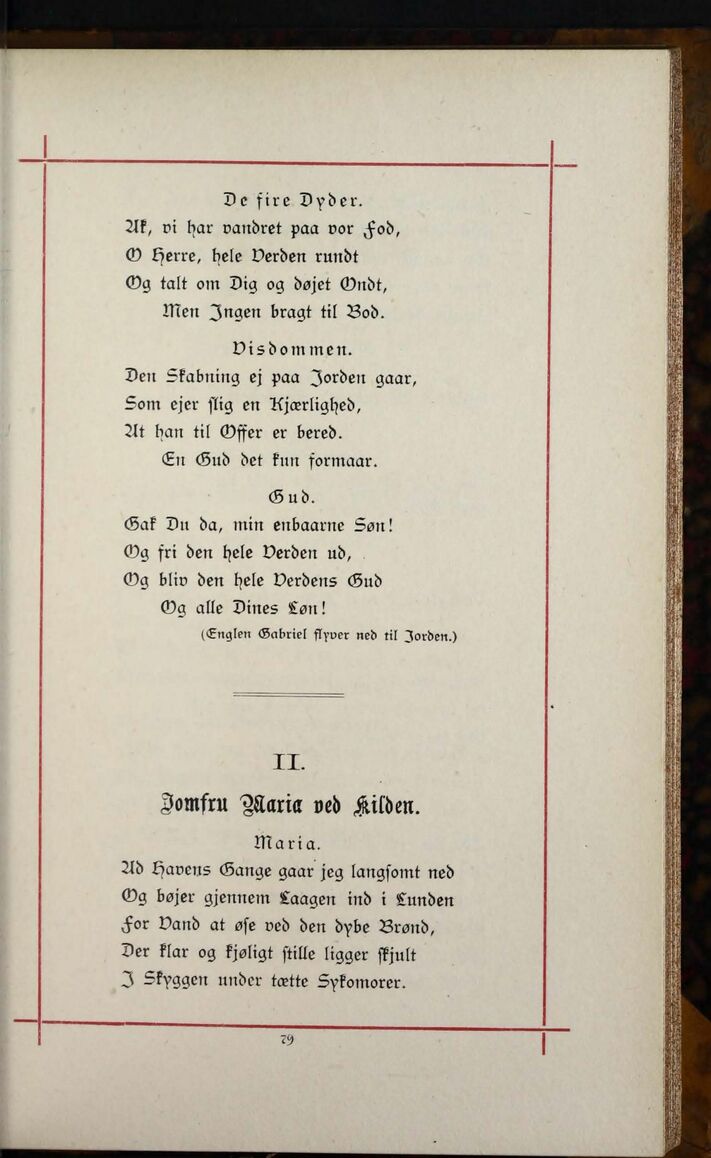 De fire Dyder.
Ak, vi har vandret paa vor Fod,
O Herre, hele Verden rundt
Og talt om Dig og bøjet Ondt,
Men Ingen bragt til Bod.
Visdommen.
Den Skabning ej paa Jorden gaar,
Som ejer slig en Kjærlighed,
At han til Offer er bered.
En Gud det kun formaar.
Gud.
Gak Du da, min enbaarne Søn!
Og fri den hele Verden ud,
Og bliv den hele Verdens Gud
Og alle Dines Løn!
(Englen Gabriel flyver ned til Jorden.)
II.
Jomfru Maria ved Kilden.
Maria.
Ad Havens Gange gaar jeg langsomt ned
Og bøjer gjennem Laagen ind i Lunden
For Vand at øse ved den dybe Brønd,
Der klar og kjøligt stille ligger skjult
I Skyggen under tætte Sykomorer.
79